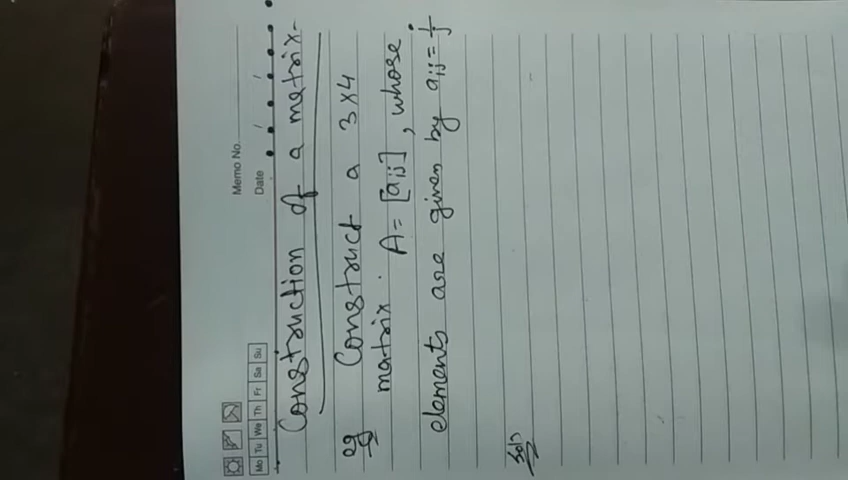 Memo No.
Date / /
Mo Tu We Th Fr Sa Su
Construction of a matrix-
eg Construct a 3×4
matrix A= [aij], whose
elements are given by aij = i/j
Sol: